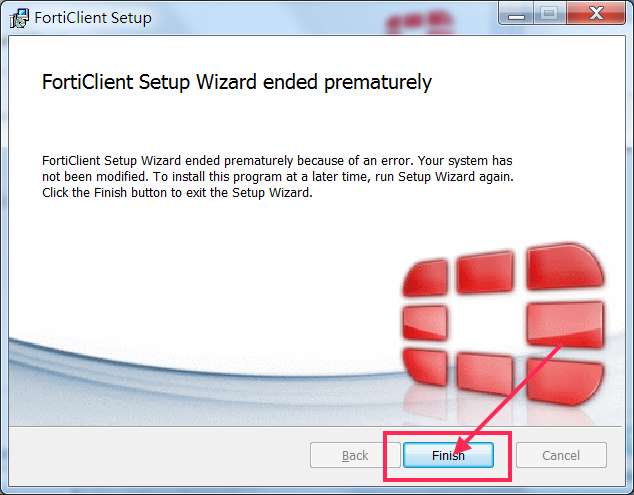 FortiClient Setup
FortiClient Setup Wizard ended prematurely
FortiClient Setup Wizard ended prematurely because of an error. Your system has
not been modified. To install this program at a later time, run Setup Wizard again.
Click the Finish button to exit the Setup Wizard.
Back Finish Cancel